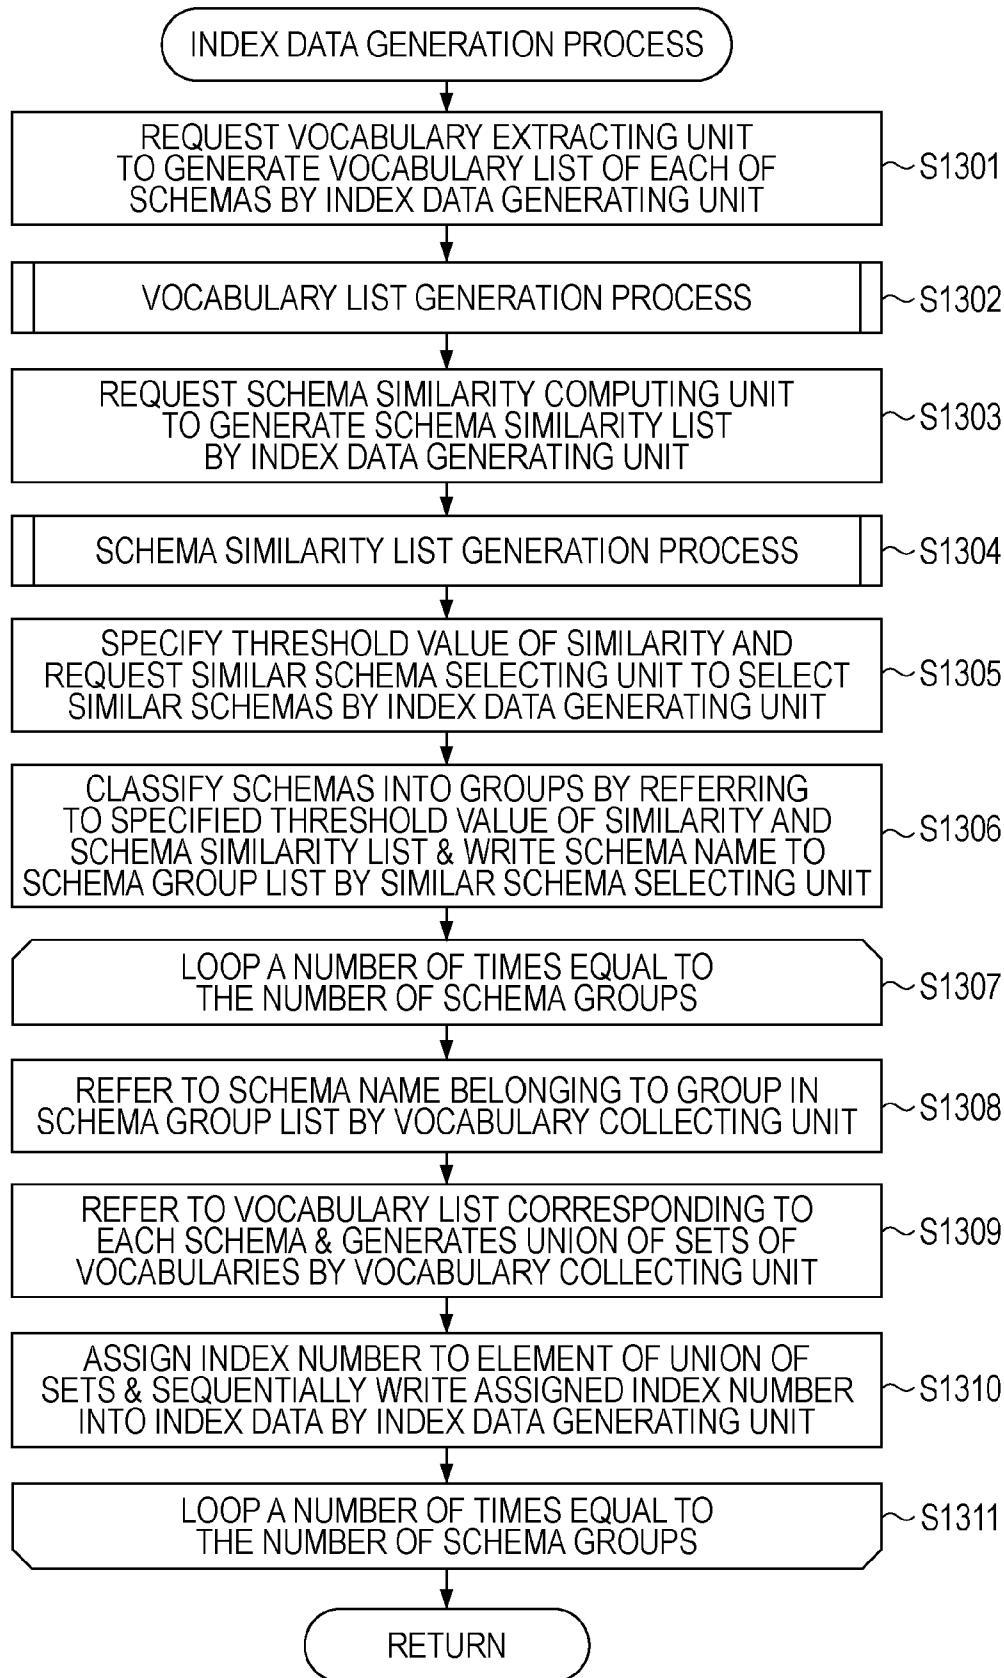 INDEX DATA GENERATION PROCESS
REQUEST VOCABULARY EXTRACTING UNIT
TO GENERATE VOCABULARY LIST OF EACH OF
SCHEMAS BY INDEX DATA GENERATING UNIT
S1301
VOCABULARY LIST GENERATION PROCESS
S1302
REQUEST SCHEMA SIMILARITY COMPUTING UNIT
TO GENERATE SCHEMA SIMILARITY LIST
BY INDEX DATA GENERATING UNIT
S1303
SCHEMA SIMILARITY LIST GENERATION PROCESS
S1304
SPECIFY THRESHOLD VALUE OF SIMILARITY AND
REQUEST SIMILAR SCHEMA SELECTING UNIT TO SELECT
SIMILAR SCHEMAS BY INDEX DATA GENERATING UNIT
S1305
CLASSIFY SCHEMAS INTO GROUPS BY REFERRING
TO SPECIFIED THRESHOLD VALUE OF SIMILARITY AND
SCHEMA SIMILARITY LIST & WRITE SCHEMA NAME TO
SCHEMA GROUP LIST BY SIMILAR SCHEMA SELECTING UNIT
S1306
LOOP A NUMBER OF TIMES EQUAL TO
THE NUMBER OF SCHEMA GROUPS
S1307
REFER TO SCHEMA NAME BELONGING TO GROUP IN
SCHEMA GROUP LIST BY VOCABULARY COLLECTING UNIT
S1308
REFER TO VOCABULARY LIST CORRESPONDING TO
EACH SCHEMA & GENERATES UNION OF SETS OF
VOCABULARIES BY VOCABULARY COLLECTING UNIT
S1309
ASSIGN INDEX NUMBER TO ELEMENT OF UNION OF
SETS & SEQUENTIALLY WRITE ASSIGNED INDEX NUMBER
INTO INDEX DATA BY INDEX DATA GENERATING UNIT
S1310
LOOP A NUMBER OF TIMES EQUAL TO
THE NUMBER OF SCHEMA GROUPS
S1311
RETURN